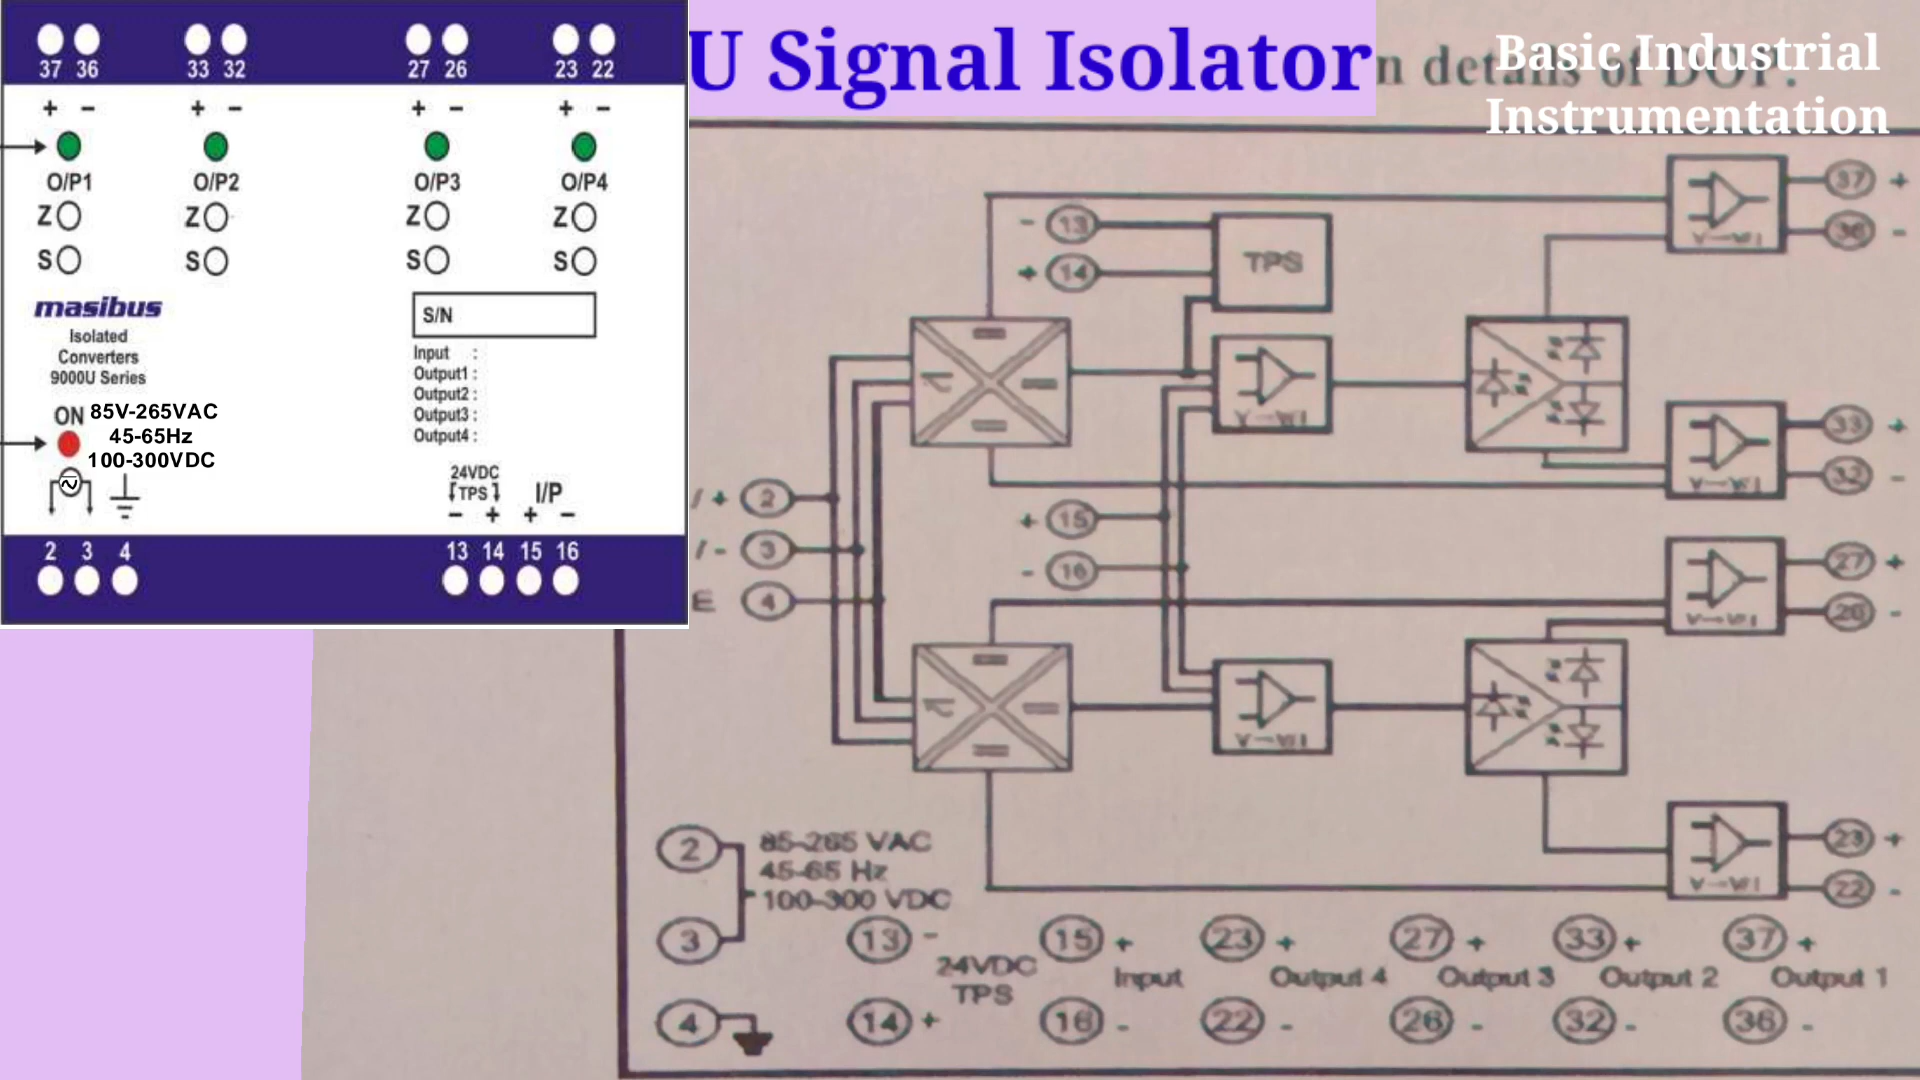 37 36 33 32 27 26 23 22
+ - + - + - + -
O/P1 O/P2 O/P3 O/P4
Z Z Z Z
S S S S
masibus
Isolated
Converters
9000U Series
S/N
Input :
Output1 :
Output2 :
Output3 :
Output4 :
ON 85V-265VAC
45-65Hz
100-300VDC
24VDC
TPS I/P
- + + -
2 3 4 13 14 15 16
U Signal Isolator
n details of DOP:
Basic Industrial
Instrumentation
37 +
- 13
36 -
TPS
+ 14
33 +
32 -
/ + 2
+ 15
/ - 3
27 +
- 16
E 4
26 -
23 +
2 85-265 VAC
45-65 Hz
22 -
100-300 VDC
3 13 - 15 + 23 + 27 + 33 + 37 +
24VDC Input Output 4 Output 3 Output 2 Output 1
TPS
4 14 + 16 - 22 - 26 - 32 - 36 -